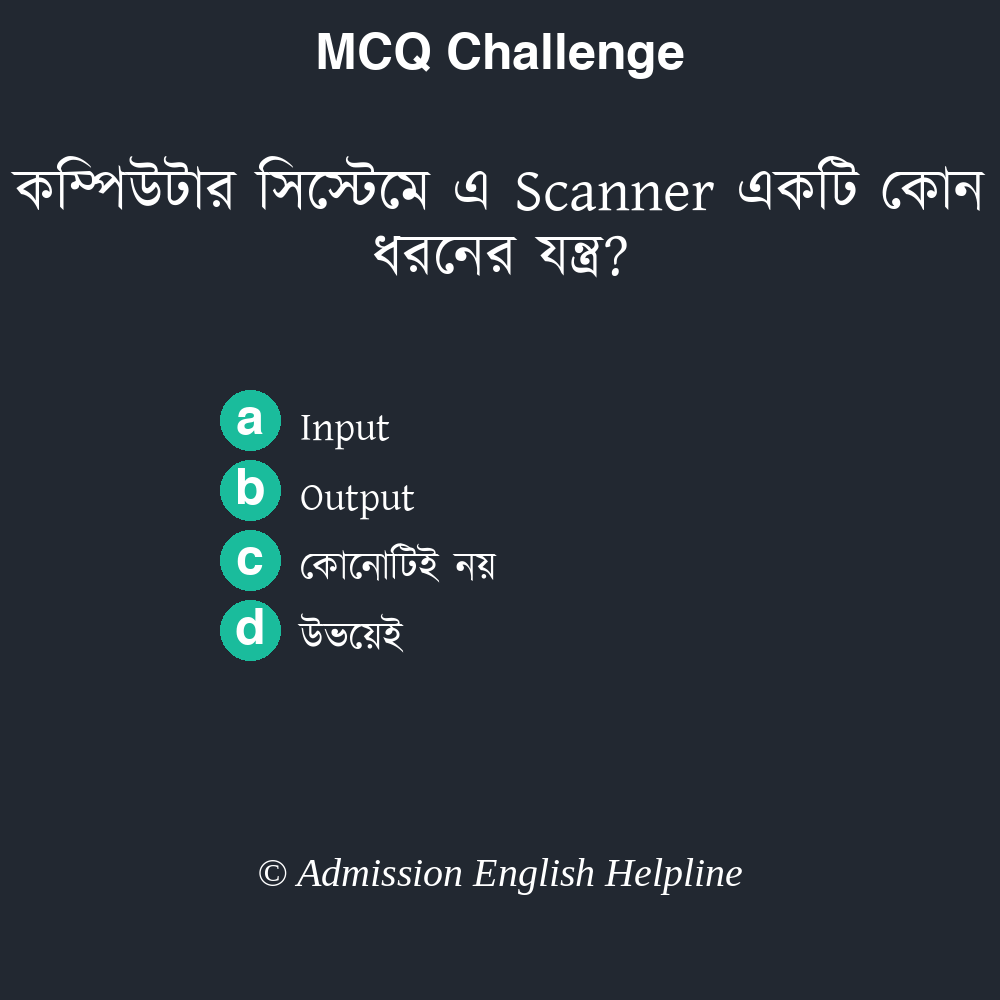 MCQ Challenge
কম্পিউটার সিস্টেমে এ Scanner একটি কোন
ধরনের যন্ত্র?
a Input
b Output
c কোনোটিই নয়
d উভয়েই
© Admission English Helpline